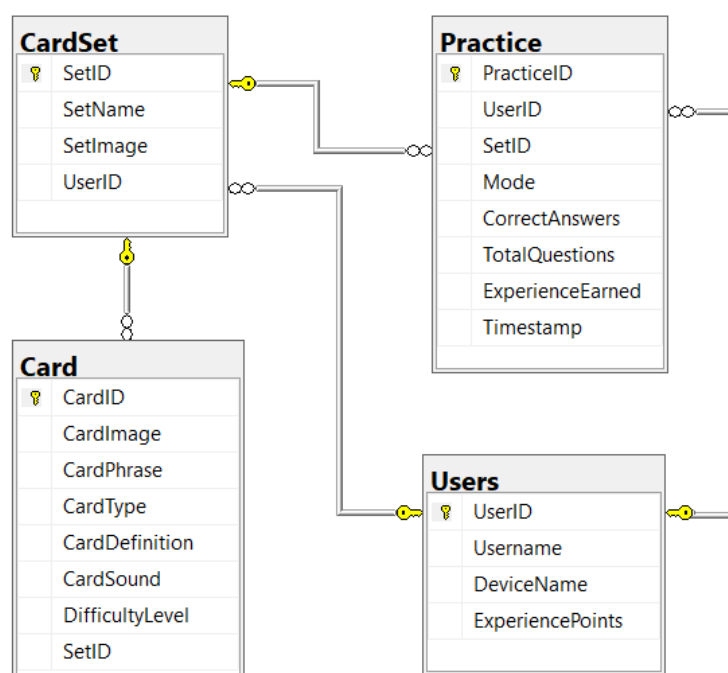 CardSet
SetID
SetName
SetImage
UserID
Practice
PracticeID
UserID
SetID
Mode
CorrectAnswers
TotalQuestions
ExperienceEarned
Timestamp
Card
CardID
CardImage
CardPhrase
CardType
CardDefinition
CardSound
DifficultyLevel
SetID
Users
UserID
Username
DeviceName
ExperiencePoints